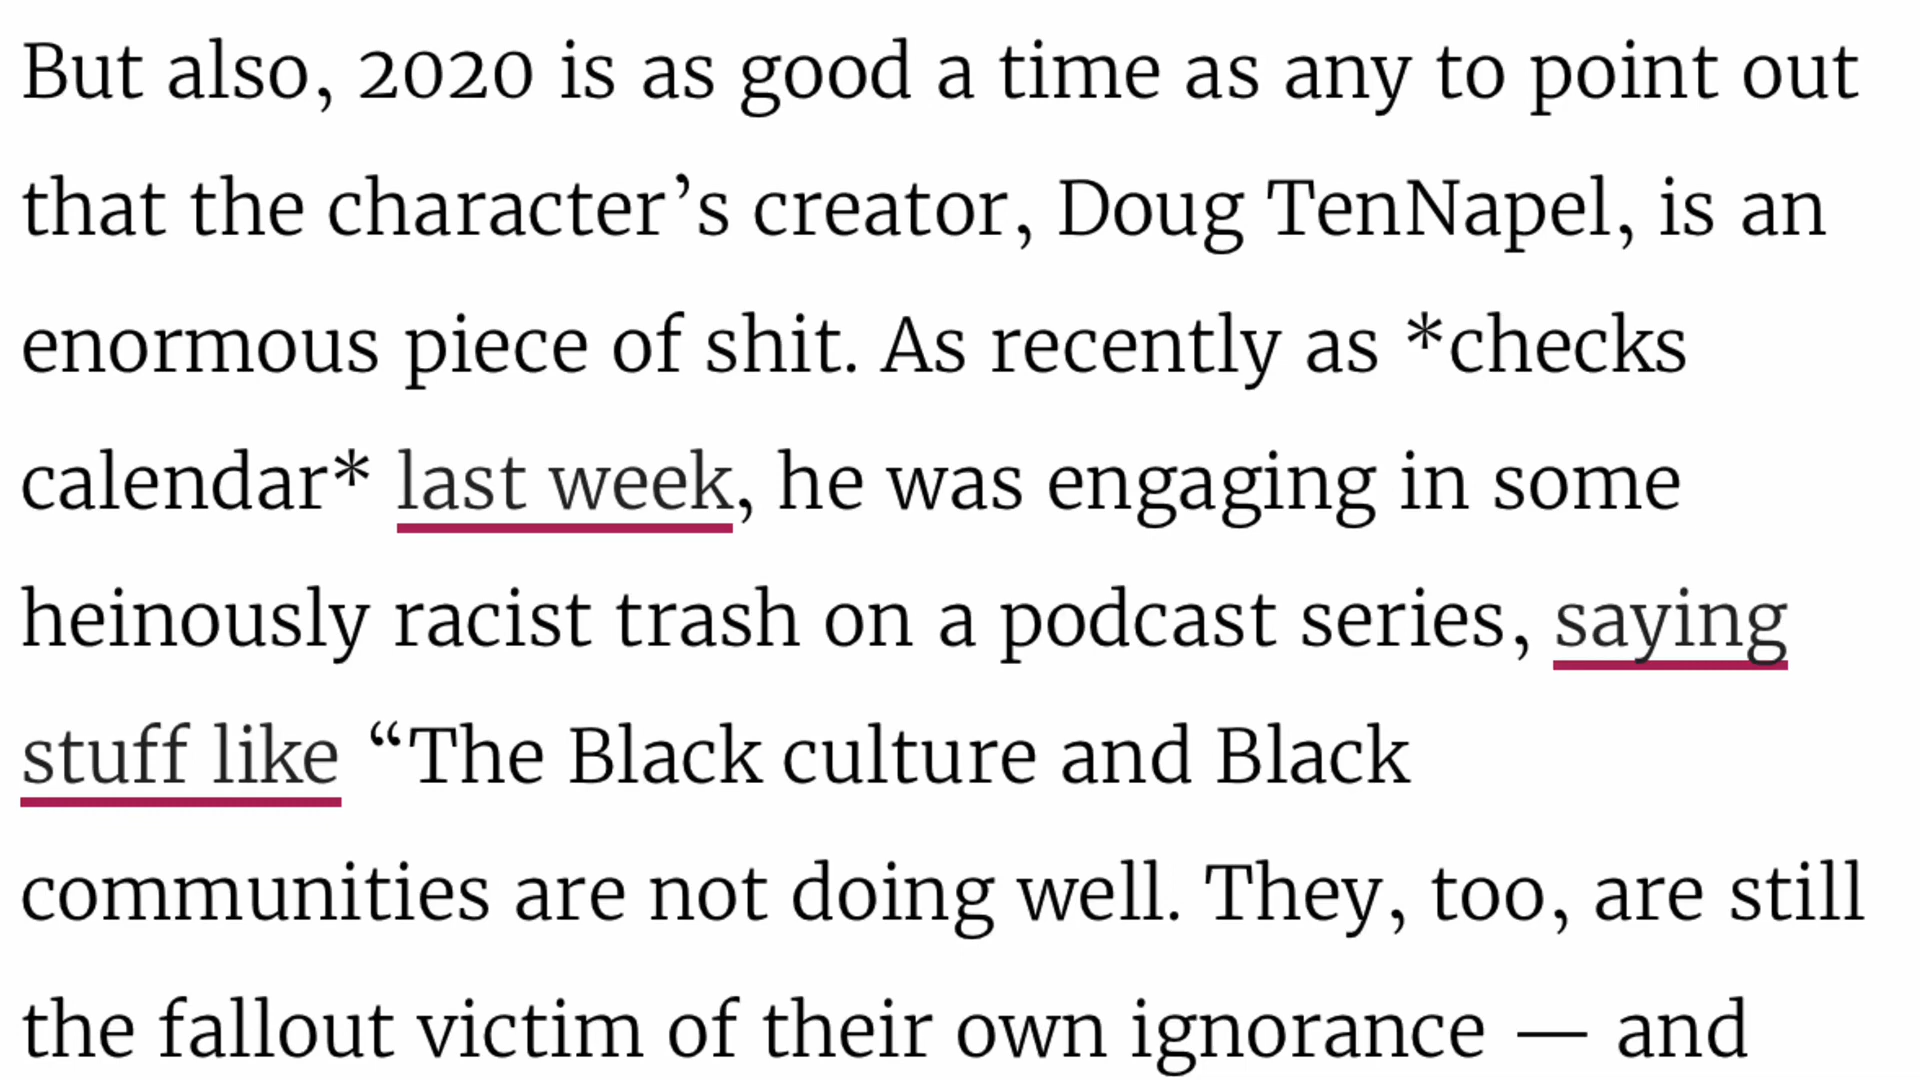 But also, 2020 is as good a time as any to point out
that the character’s creator, Doug TenNapel, is an
enormous piece of shit. As recently as *checks
calendar* last week, he was engaging in some
heinously racist trash on a podcast series, saying
stuff like “The Black culture and Black
communities are not doing well. They, too, are still
the fallout victim of their own ignorance — and